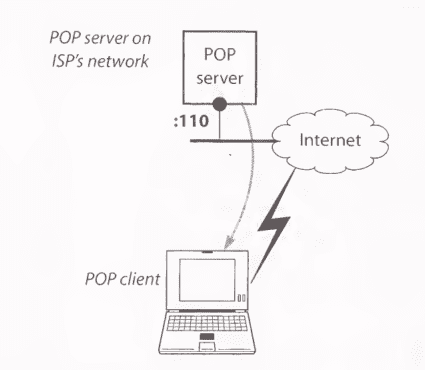 POP server on
ISP's network
POP
server
:110
Internet
POP client